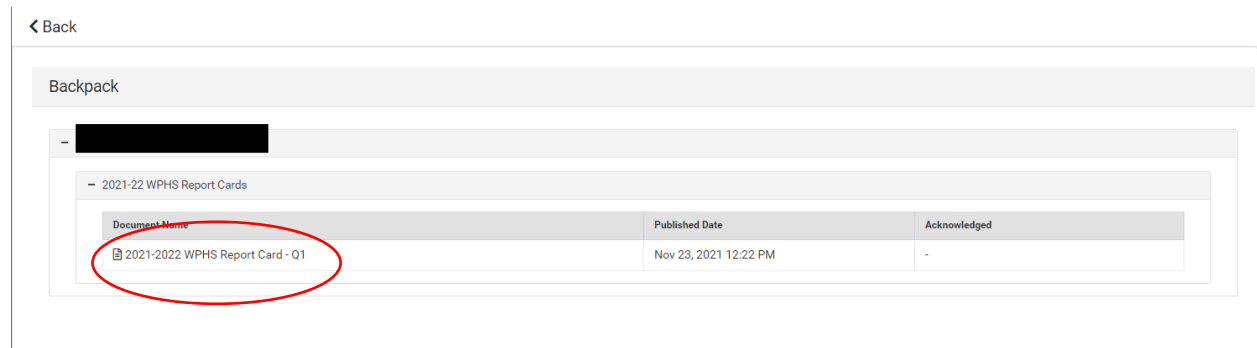 Back
Backpack
2021-22 WPHS Report Cards
Document Name Published Date Acknowledged
2021-2022 WPHS Report Card - Q1 Nov 23, 2021 12:22 PM -